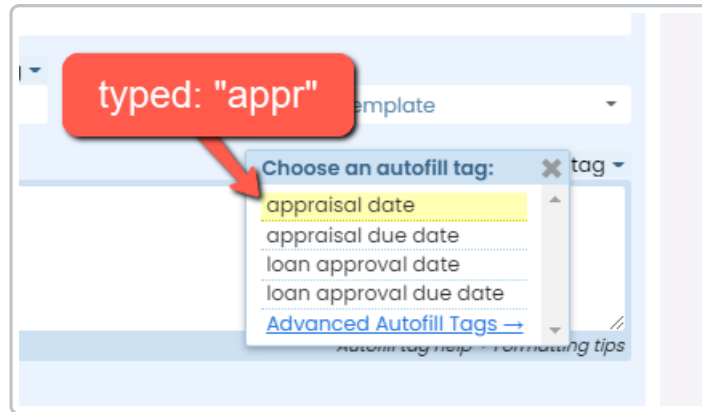 typed: "appr"
emplate
Choose an autofill tag:
tag
appraisal date
appraisal due date
loan approval date
loan approval due date
Advanced Autofill Tags →
Autofill tag help - Formatting tips